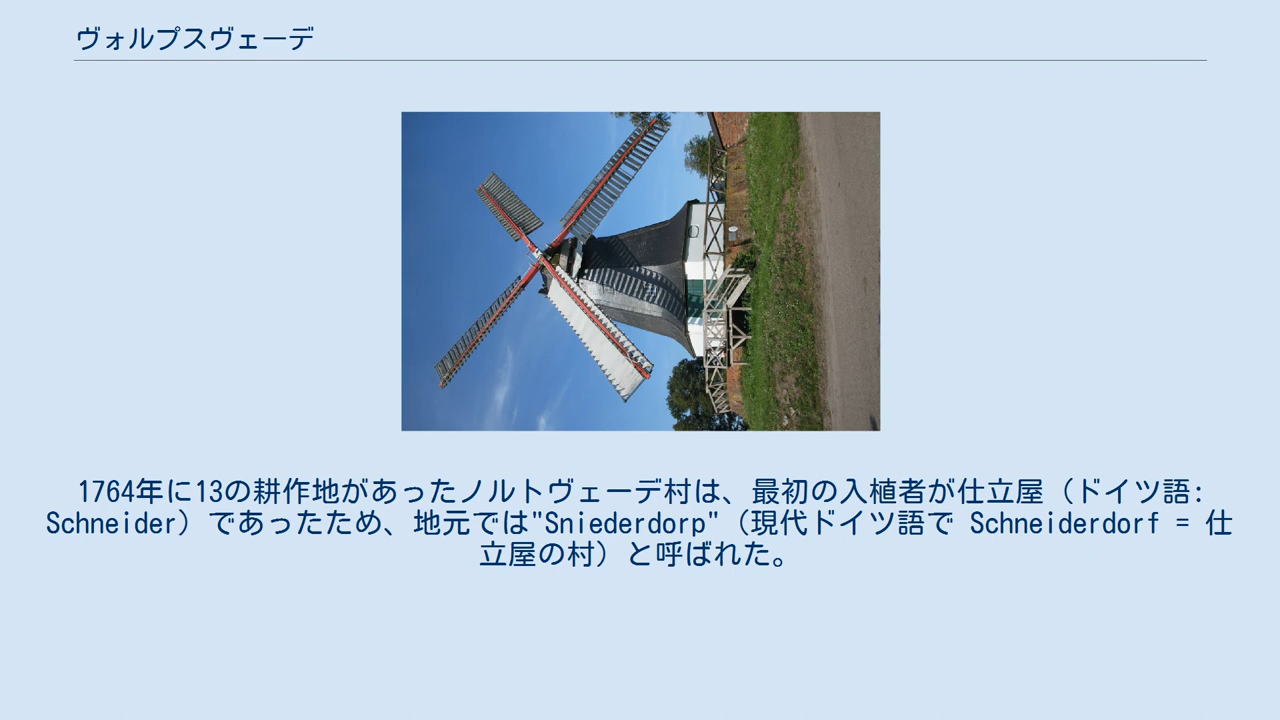 ヴォルプスヴェーデ
1764年に13の耕作地があったノルトヴェーデ村は、最初の入植者が仕立屋（ドイツ語:
Schneider）であったため、地元では"Sniederdorp"（現代ドイツ語で Schneiderdorf = 仕
立屋の村）と呼ばれた。